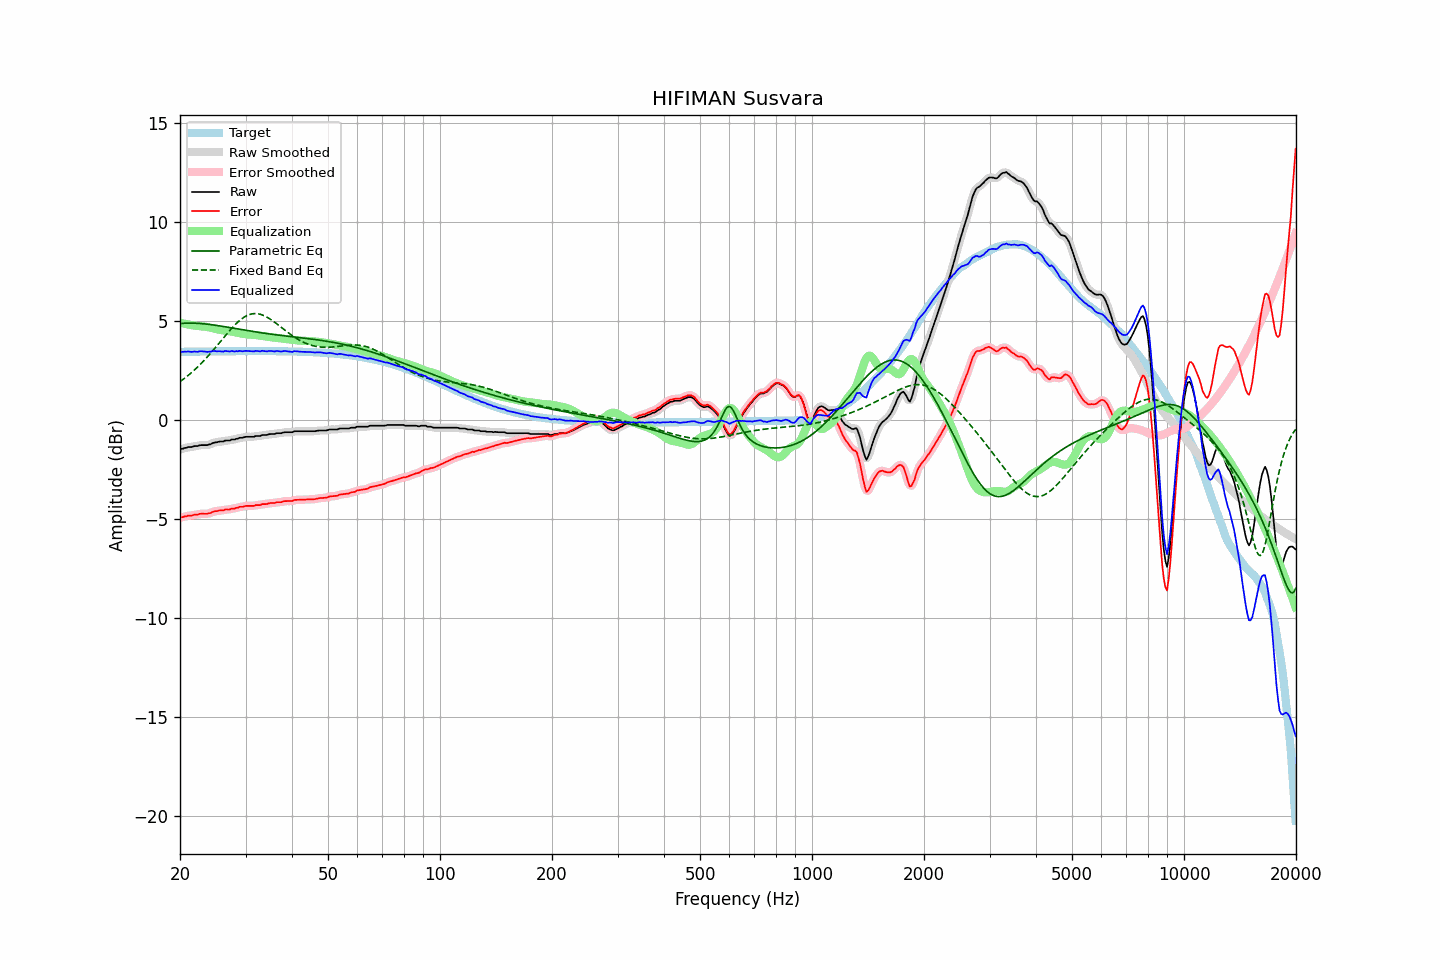 HIFIMAN Susvara
15
10
5
0
−5
−10
−15
−20
Amplitude (dBr)
Target
Raw Smoothed
Error Smoothed
Raw
Error
Equalization
Parametric Eq
Fixed Band Eq
Equalized
20 50 100 200 500 1000 2000 5000 10000 20000
Frequency (Hz)